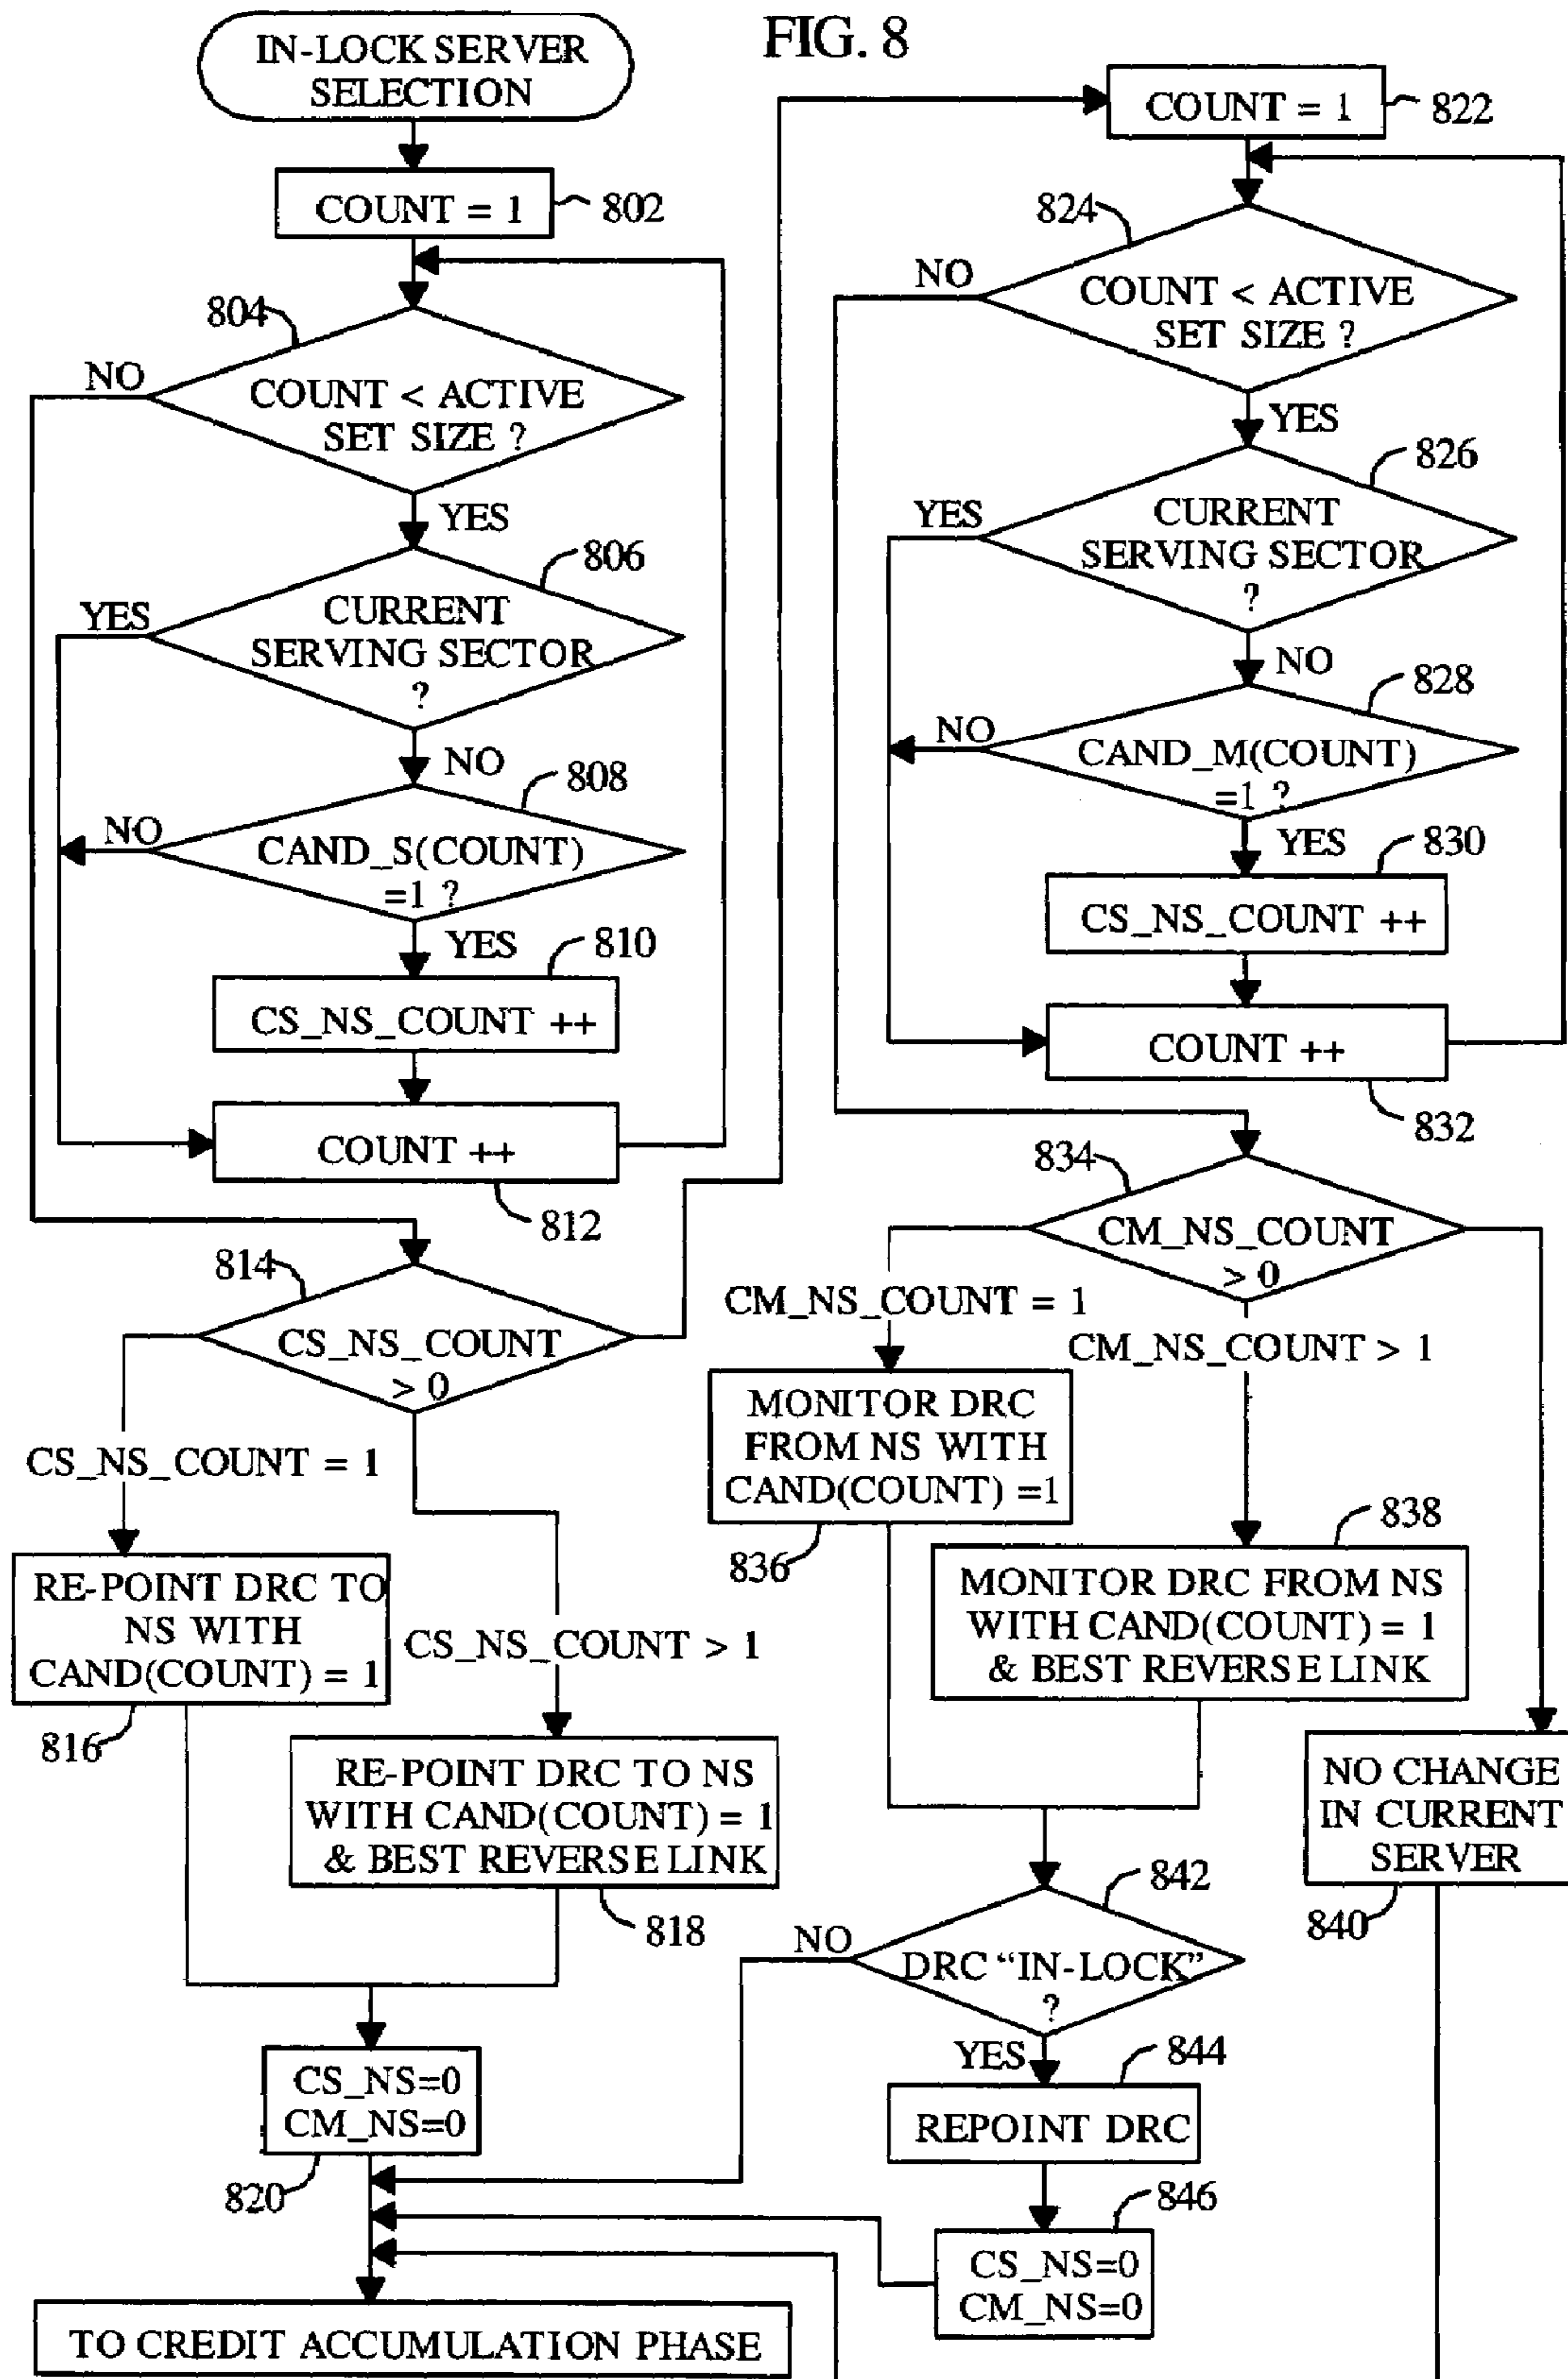 FIG. 8
IN-LOCK SERVER
SELECTION
COUNT = 1
802
804
NO
COUNT < ACTIVE
SET SIZE ?
YES
806
YES
CURRENT
SERVING SECTOR
?
NO
808
NO
CAND_S(COUNT)
=1 ?
YES
810
CS_NS_COUNT ++
COUNT ++
812
814
CS_NS_COUNT
> 0
CS_NS_COUNT = 1
RE-POINT DRC TO
NS WITH
CAND(COUNT) = 1
816
CS_NS_COUNT > 1
RE-POINT DRC TO NS
WITH CAND(COUNT) = 1
& BEST REVERSE LINK
818
CS_NS=0
CM_NS=0
820
TO CREDIT ACCUMULATION PHASE
COUNT = 1
822
824
NO
COUNT < ACTIVE
SET SIZE ?
YES
826
YES
CURRENT
SERVING SECTOR
?
NO
828
NO
CAND_M(COUNT)
=1 ?
YES
830
CS_NS_COUNT ++
COUNT ++
832
834
CM_NS_COUNT
> 0
CM_NS_COUNT = 1
CM_NS_COUNT > 1
MONITOR DRC
FROM NS WITH
CAND(COUNT) =1
836
838
MONITOR DRC FROM NS
WITH CAND(COUNT) = 1
& BEST REVERSE LINK
NO CHANGE
IN CURRENT
SERVER
840
842
NO
DRC “IN-LOCK”
?
YES
844
REPOINT DRC
846
CS_NS=0
CM_NS=0